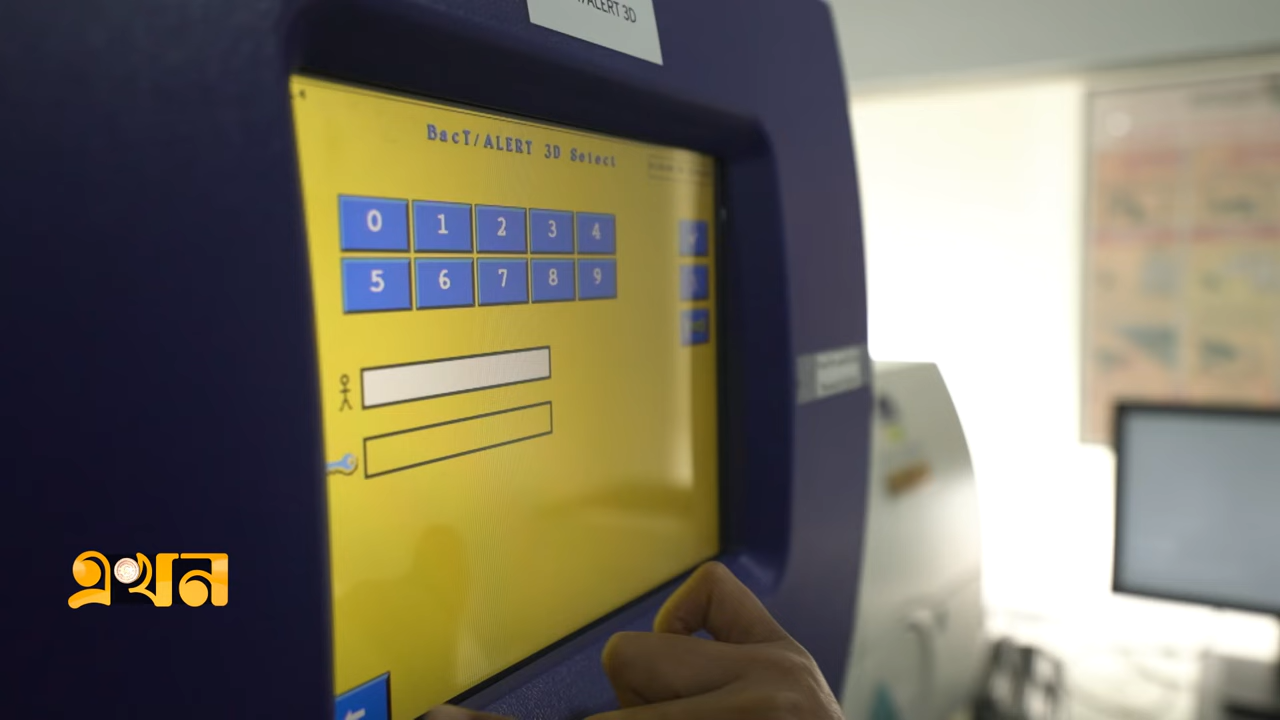 ALERT 3D
BacT/ALERT 3D Select
0 1 2 3 4
5 6 7 8 9
এখন